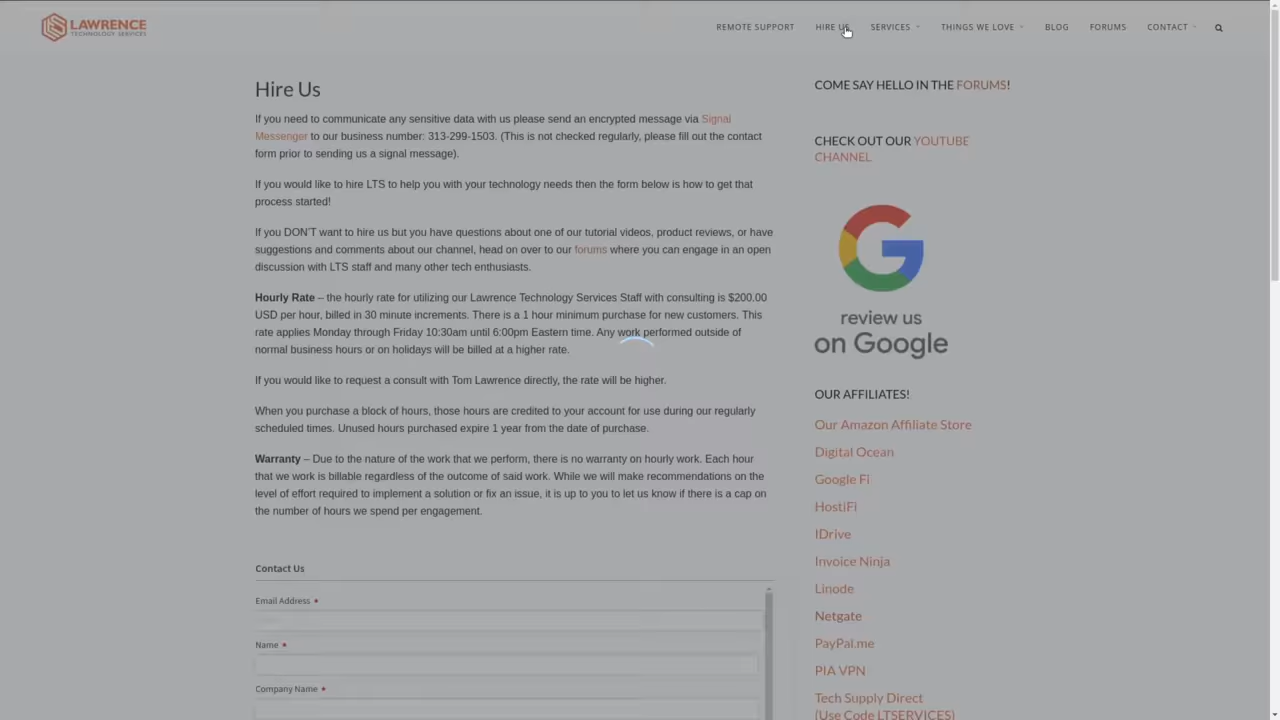 LAWRENCE
TECHNOLOGY SERVICES
REMOTE SUPPORT
HIRE US
SERVICES
THINGS WE LOVE
BLOG
FORUMS
CONTACT
Hire Us
If you need to communicate any sensitive data with us please send an encrypted message via Signal
Messenger to our business number: 313-299-1503. (This is not checked regularly, please fill out the contact
form prior to sending us a signal message).
If you would like to hire LTS to help you with your technology needs then the form below is how to get that
process started!
If you DON'T want to hire us but you have questions about one of our tutorial videos, product reviews, or have
suggestions and comments about our channel, head on over to our forums where you can engage in an open
discussion with LTS staff and many other tech enthusiasts.
Hourly Rate – the hourly rate for utilizing our Lawrence Technology Services Staff with consulting is $200.00
USD per hour, billed in 30 minute increments. There is a 1 hour minimum purchase for new customers. This
rate applies Monday through Friday 10:30am until 6:00pm Eastern time. Any work performed outside of
normal business hours or on holidays will be billed at a higher rate.
If you would like to request a consult with Tom Lawrence directly, the rate will be higher.
When you purchase a block of hours, those hours are credited to your account for use during our regularly
scheduled times. Unused hours purchased expire 1 year from the date of purchase.
Warranty – Due to the nature of the work that we perform, there is no warranty on hourly work. Each hour
that we work is billable regardless of the outcome of said work. While we will make recommendations on the
level of effort required to implement a solution or fix an issue, it is up to you to let us know if there is a cap on
the number of hours we spend per engagement.
Contact Us
Email Address *
Name *
Company Name *
COME SAY HELLO IN THE FORUMS!
CHECK OUT OUR YOUTUBE
CHANNEL
review us
on Google
OUR AFFILIATES!
Our Amazon Affiliate Store
Digital Ocean
Google Fi
HostiFi
IDrive
Invoice Ninja
Linode
Netgate
PayPal.me
PIA VPN
Tech Supply Direct
(Use Code LTSERVICES)